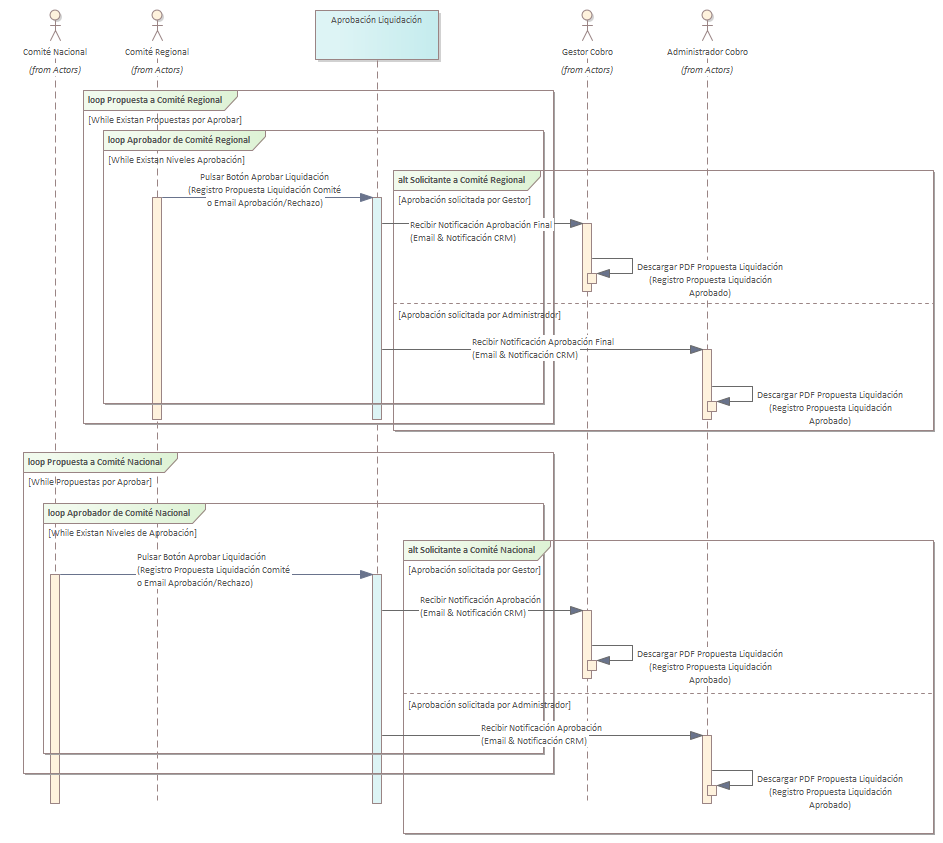 Aprobación Liquidación
Comité Nacional
(from Actors)
Comité Regional
(from Actors)
Gestor Cobro
(from Actors)
Administrador Cobro
(from Actors)
loop Propuesta a Comité Regional
[While Existan Propuestas por Aprobar]
loop Aprobador de Comité Regional
[While Existan Niveles Aprobación]
Pulsar Botón Aprobar Liquidación
(Registro Propuesta Liquidación Comité
o Email Aprobación/Rechazo)
alt Solicitante a Comité Regional
[Aprobación solicitada por Gestor]
Recibir Notificación Aprobación Final
(Email & Notificación CRM)
Descargar PDF Propuesta Liquidación
(Registro Propuesta Liquidación
Aprobado)
[Aprobación solicitada por Administrador]
Recibir Notificación Aprobación Final
(Email & Notificación CRM)
Descargar PDF Propuesta Liquidación
(Registro Propuesta Liquidación
Aprobado)
loop Propuesta a Comité Nacional
[While Propuestas por Aprobar]
loop Aprobador de Comité Nacional
[While Existan Niveles de Aprobación]
Pulsar Botón Aprobar Liquidación
(Registro Propuesta Liquidación Comité
o Email Aprobación/Rechazo)
alt Solicitante a Comité Nacional
[Aprobación solicitada por Gestor]
Recibir Notificación Aprobación
(Email & Notificación CRM)
Descargar PDF Propuesta Liquidación
(Registro Propuesta Liquidación
Aprobado)
[Aprobación solicitada por Administrador]
Recibir Notificación Aprobación
(Email & Notificación CRM)
Descargar PDF Propuesta Liquidación
(Registro Propuesta Liquidación
Aprobado)